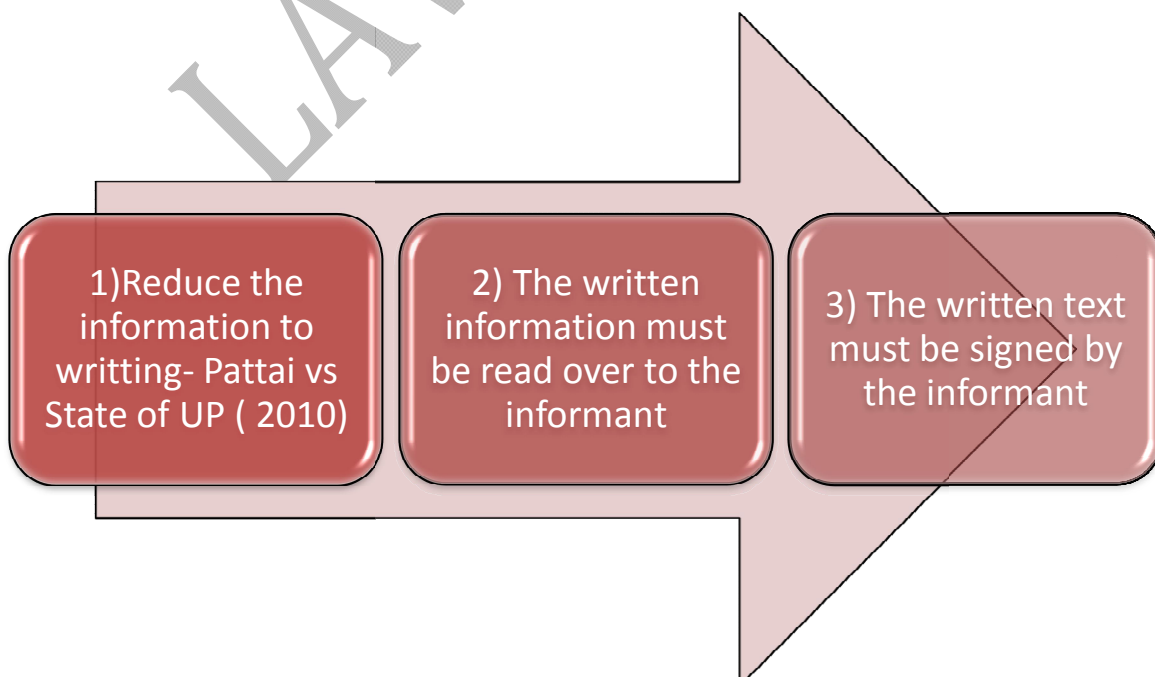 LAW
1)Reduce the
information to
writting- Pattai vs
State of UP ( 2010)
2) The written
information must
be read over to the
informant
3) The written text
must be signed by
the informant